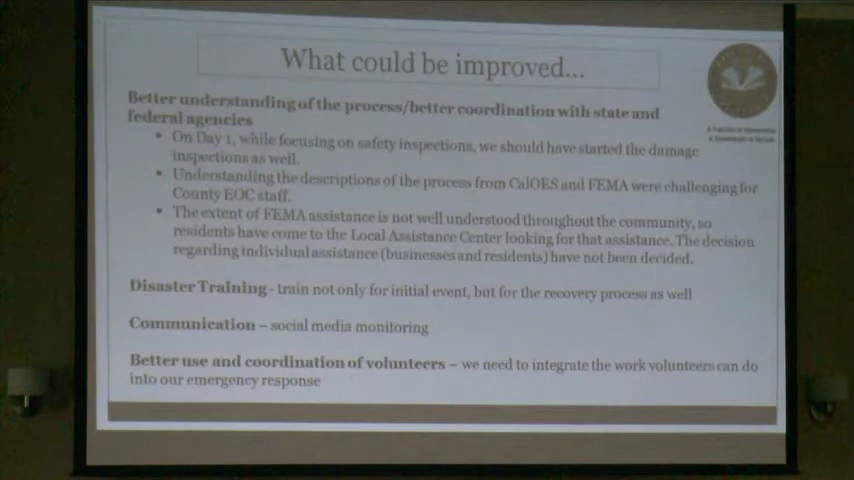 What could be improved...
Better understanding of the process/better coordination with state and
federal agencies
• On Day 1, while focusing on safety inspections, we should have started the damage
inspections as well.
• Understanding the descriptions of the process from CalOES and FEMA were challenging for
County EOC staff.
• The extent of FEMA assistance is not well understood throughout the community, so
residents have come to the Local Assistance Center looking for that assistance. The decision
regarding individual assistance (businesses and residents) have not been decided.
Disaster Training - train not only for initial event, but for the recovery process as well
Communication – social media monitoring
Better use and coordination of volunteers – we need to integrate the work volunteers can do
into our emergency response
A Tradition of Stewardship
A Commitment to Service